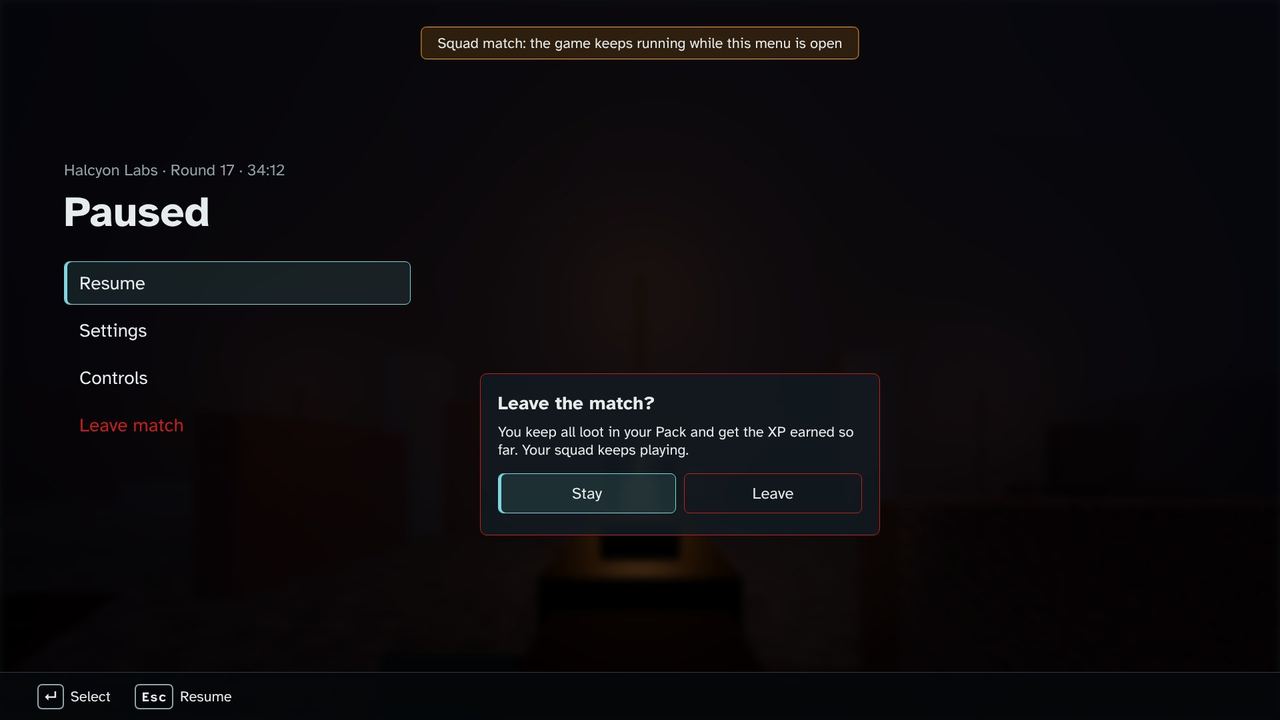 Squad match: the game keeps running while this menu is open
Halcyon Labs · Round 17 · 34:12
Paused
Resume
Settings
Controls
Leave match
Leave the match?
You keep all loot in your Pack and get the XP earned so
far. Your squad keeps playing.
Stay
Leave
↵ Select
Esc Resume